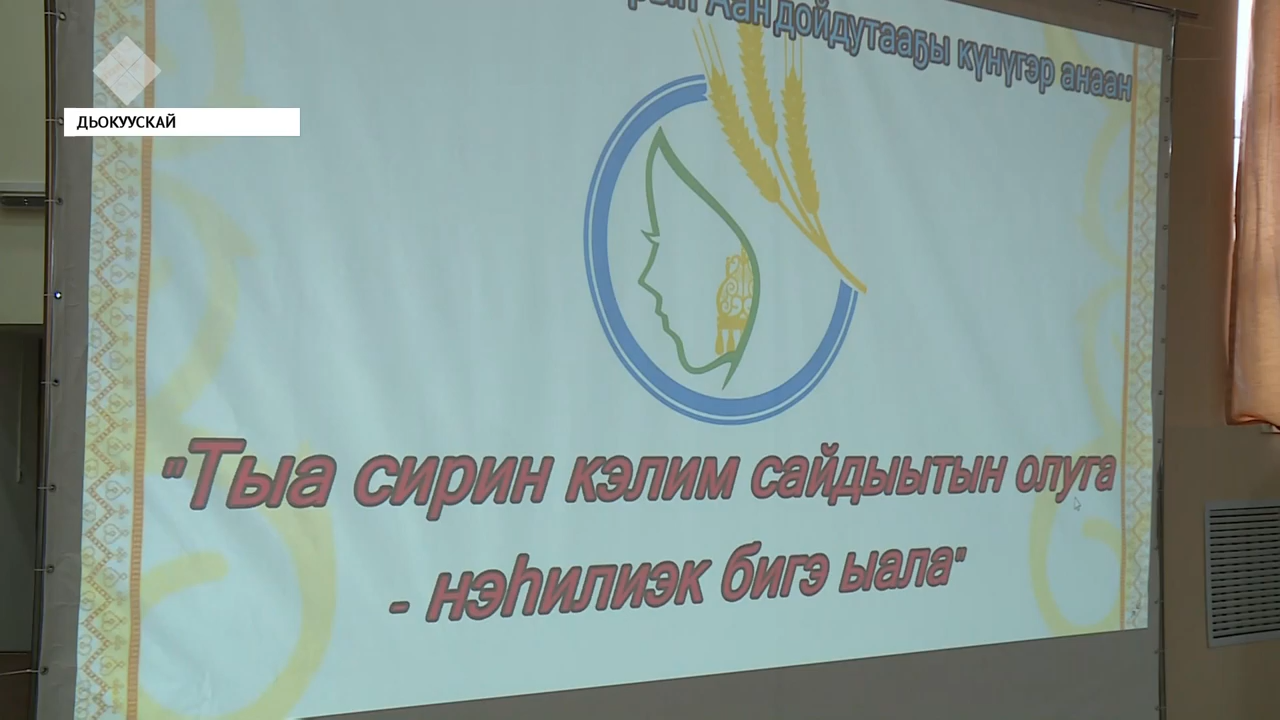 Аан дойдутааҕы күнүгэр анаан
ДЬОКУУСКАЙ
"Тыа сирин кэлим сайдыытын олуга
- нэһилиэк бигэ ыала"